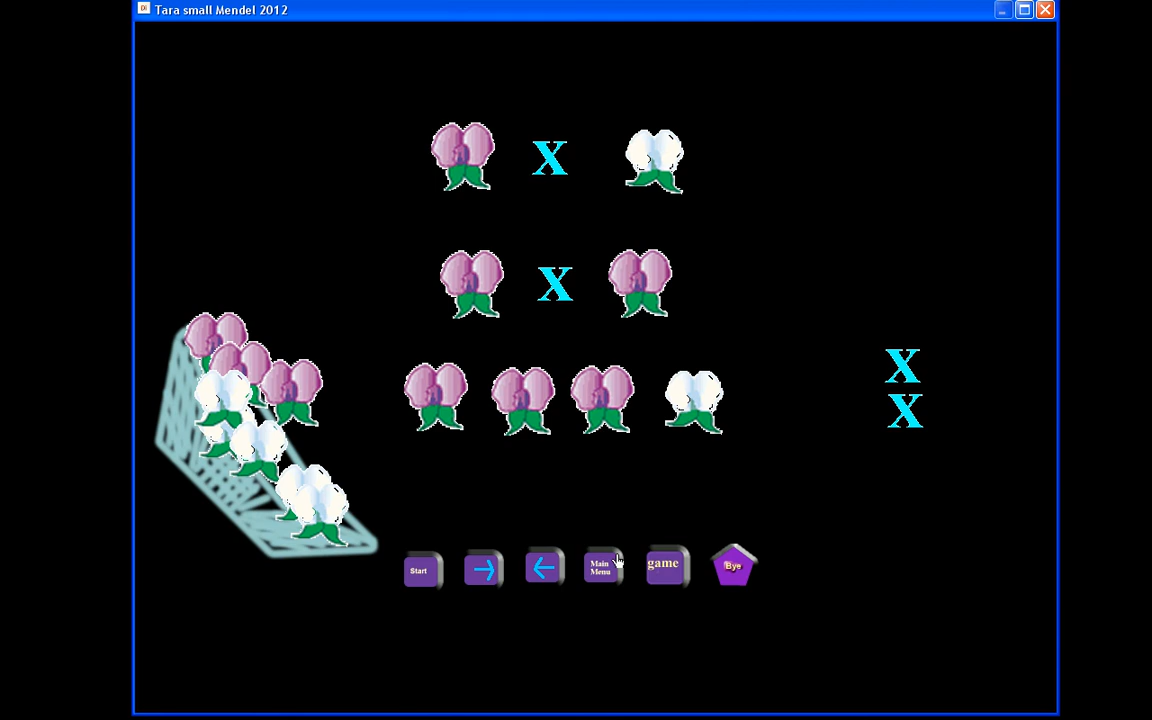 Tara small Mendel 2012
X
X
X
X
Start
Main
Menu
game
Bye